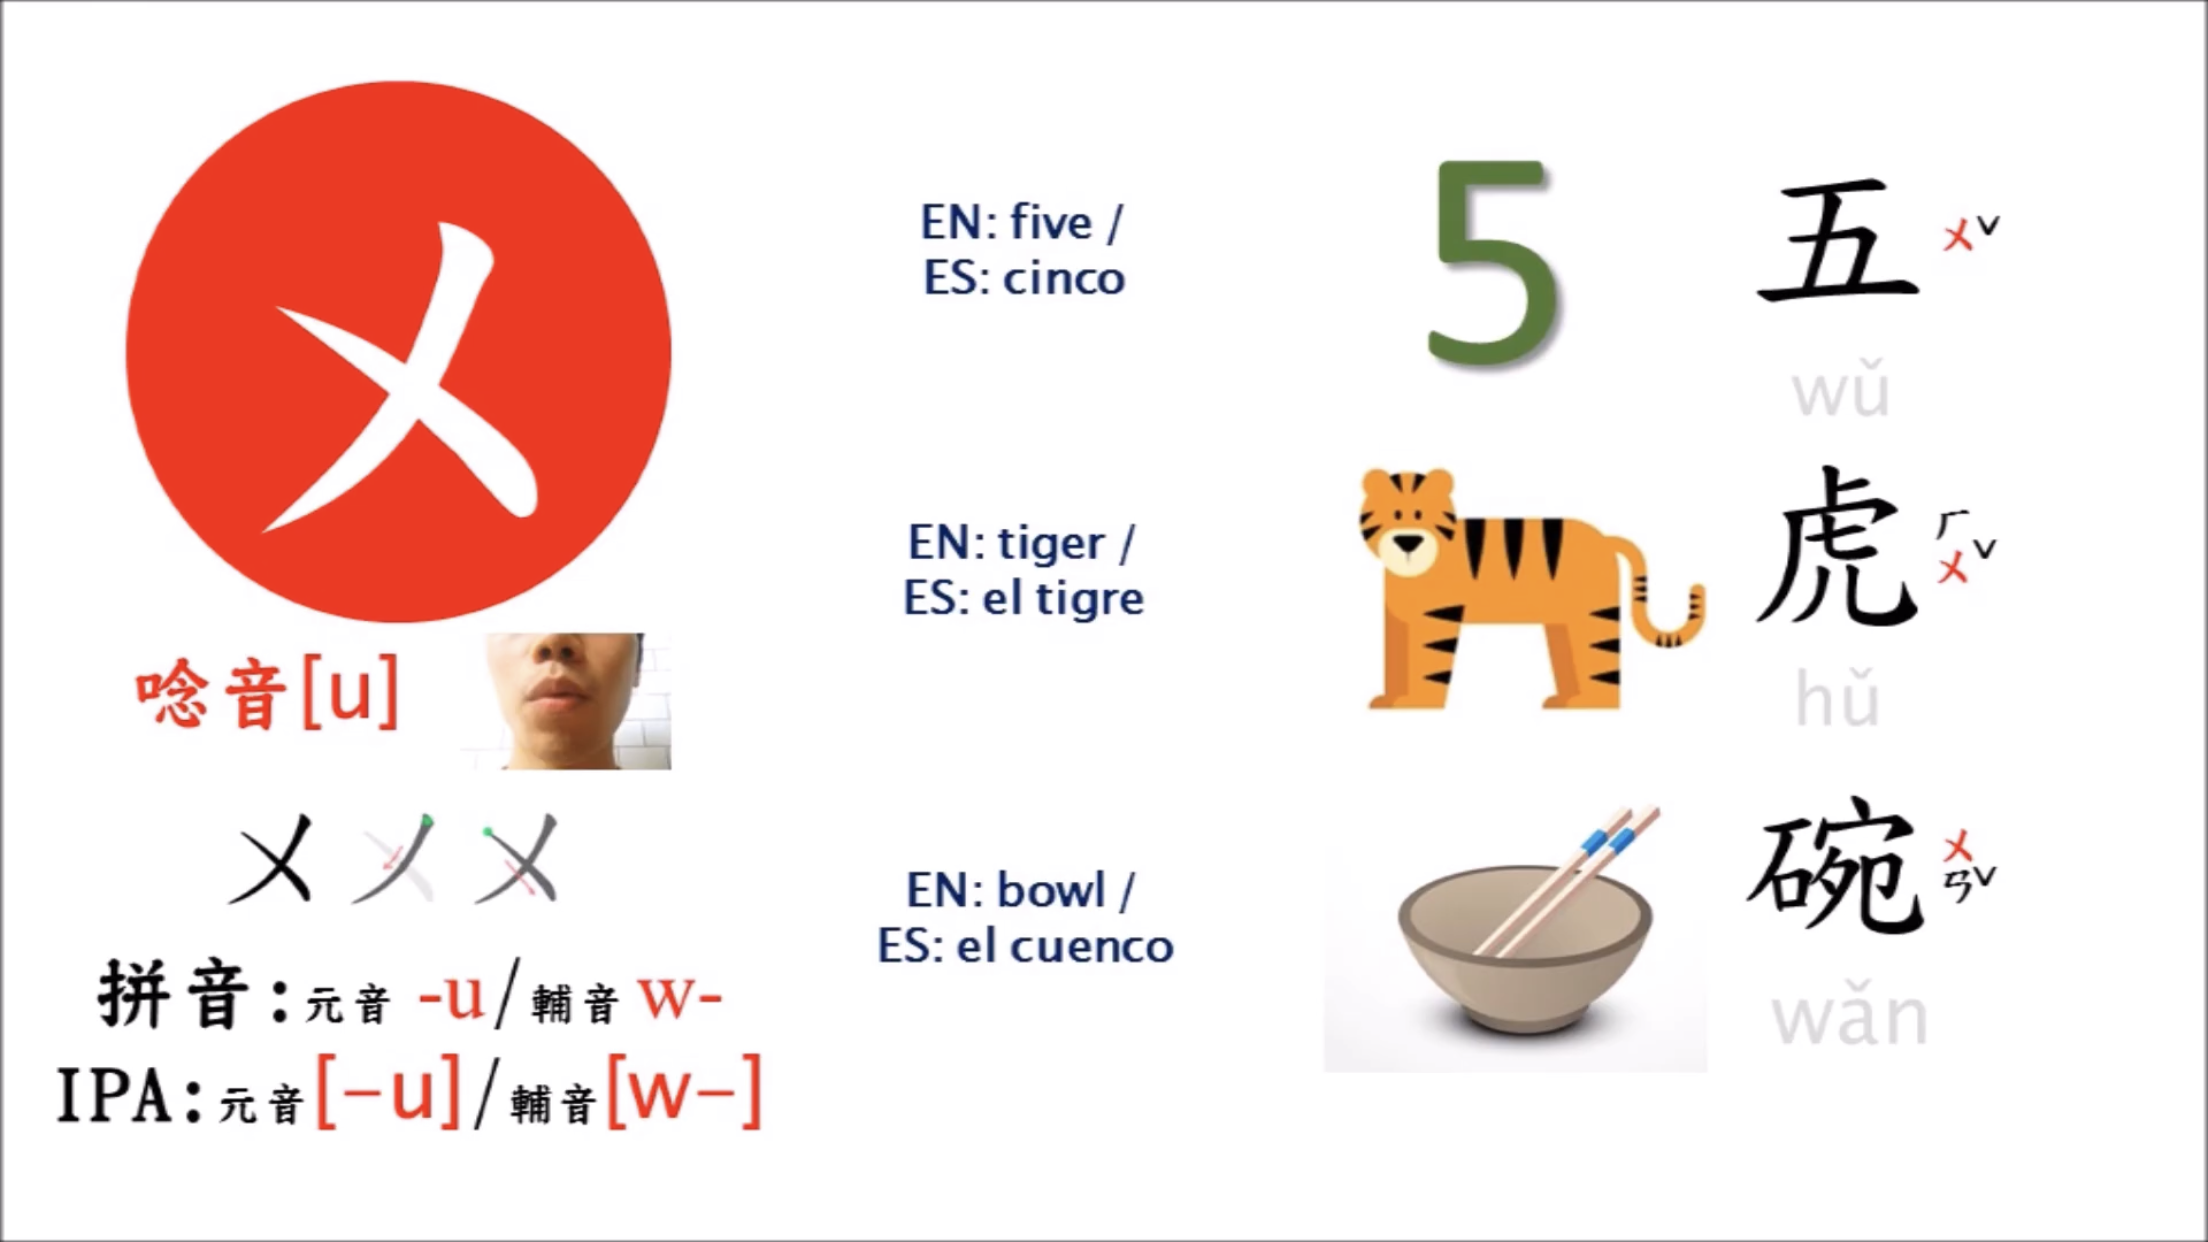 ㄨ
唸音[u]
ㄨ ㄨ ㄨ
拼音:元音 -u/輔音 w-
IPA:元音[-u]/輔音[w-]
EN: five /
ES: cinco
5
五 ㄨˇ
wǔ
EN: tiger /
ES: el tigre
虎 ㄏㄨˇ
hǔ
EN: bowl /
ES: el cuenco
碗 ㄨㄢˇ
wǎn